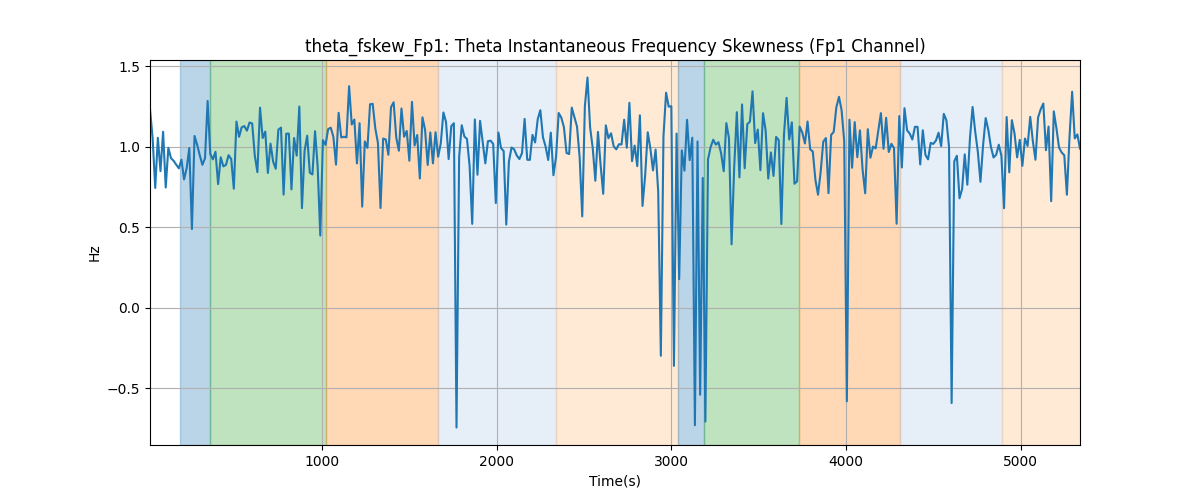 theta_fskew_Fp1: Theta Instantaneous Frequency Skewness (Fp1 Channel)
1.5
1.0
0.5
0.0
−0.5
Hz
1000 2000 3000 4000 5000
Time(s)